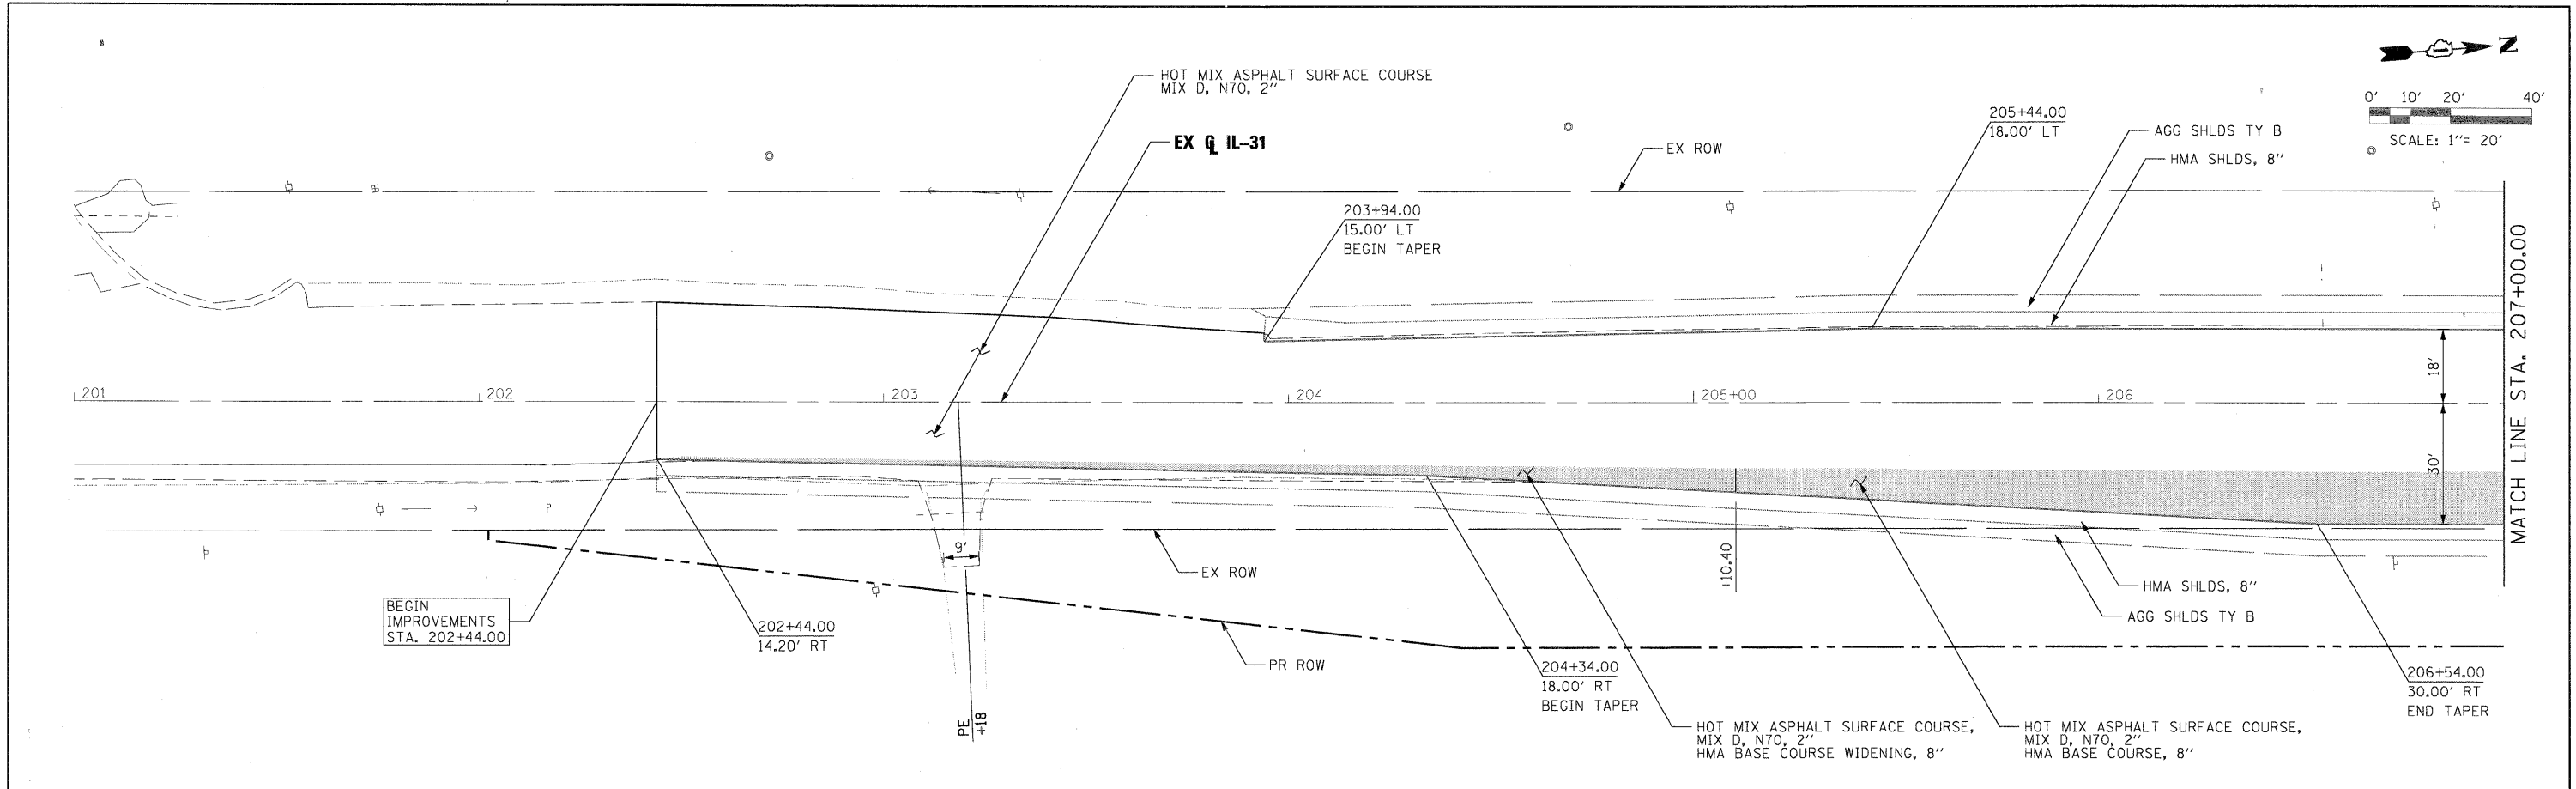 HOT MIX ASPHALT SURFACE COURSE
MIX D, N70, 2"
EX ℄ IL-31
EX ROW
205+44.00
18.00' LT
AGG SHLDS TY B
HMA SHLDS, 8"
N
0' 10' 20' 40'
SCALE: 1"= 20'
203+94.00
15.00' LT
BEGIN TAPER
MATCH LINE STA. 207+00.00
18'
201
202
203
204
205+00
206
30'
9'
EX ROW
+10.40
HMA SHLDS, 8"
AGG SHLDS TY B
BEGIN
IMPROVEMENTS
STA. 202+44.00
202+44.00
14.20' RT
PR ROW
PE
+18
204+34.00
18.00' RT
BEGIN TAPER
206+54.00
30.00' RT
END TAPER
HOT MIX ASPHALT SURFACE COURSE,
MIX D, N70, 2"
HMA BASE COURSE WIDENING, 8"
HOT MIX ASPHALT SURFACE COURSE,
MIX D, N70, 2"
HMA BASE COURSE, 8"